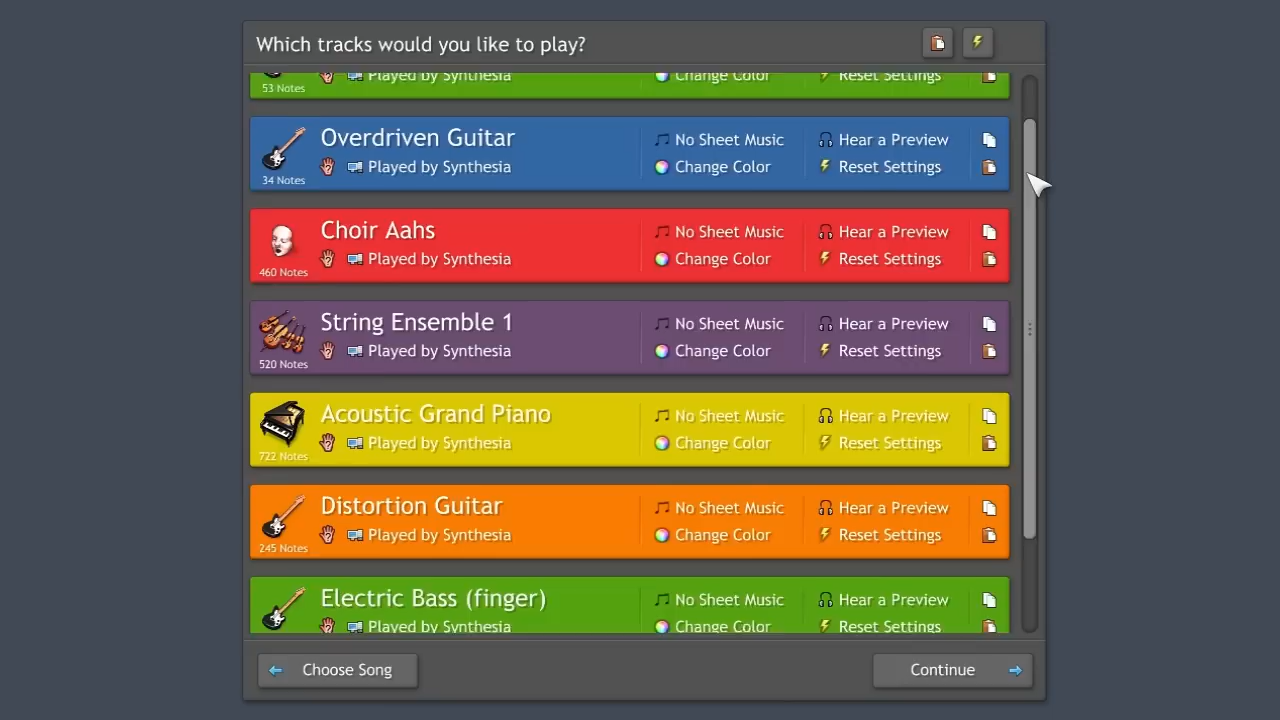 Which tracks would you like to play?
Played by Synthesia Change Color Reset Settings
53 Notes
Overdriven Guitar No Sheet Music Hear a Preview
Played by Synthesia Change Color Reset Settings
34 Notes
Choir Aahs No Sheet Music Hear a Preview
Played by Synthesia Change Color Reset Settings
460 Notes
String Ensemble 1 No Sheet Music Hear a Preview
Played by Synthesia Change Color Reset Settings
520 Notes
Acoustic Grand Piano No Sheet Music Hear a Preview
Played by Synthesia Change Color Reset Settings
722 Notes
Distortion Guitar No Sheet Music Hear a Preview
Played by Synthesia Change Color Reset Settings
245 Notes
Electric Bass (finger) No Sheet Music Hear a Preview
Played by Synthesia Change Color Reset Settings
Choose Song Continue